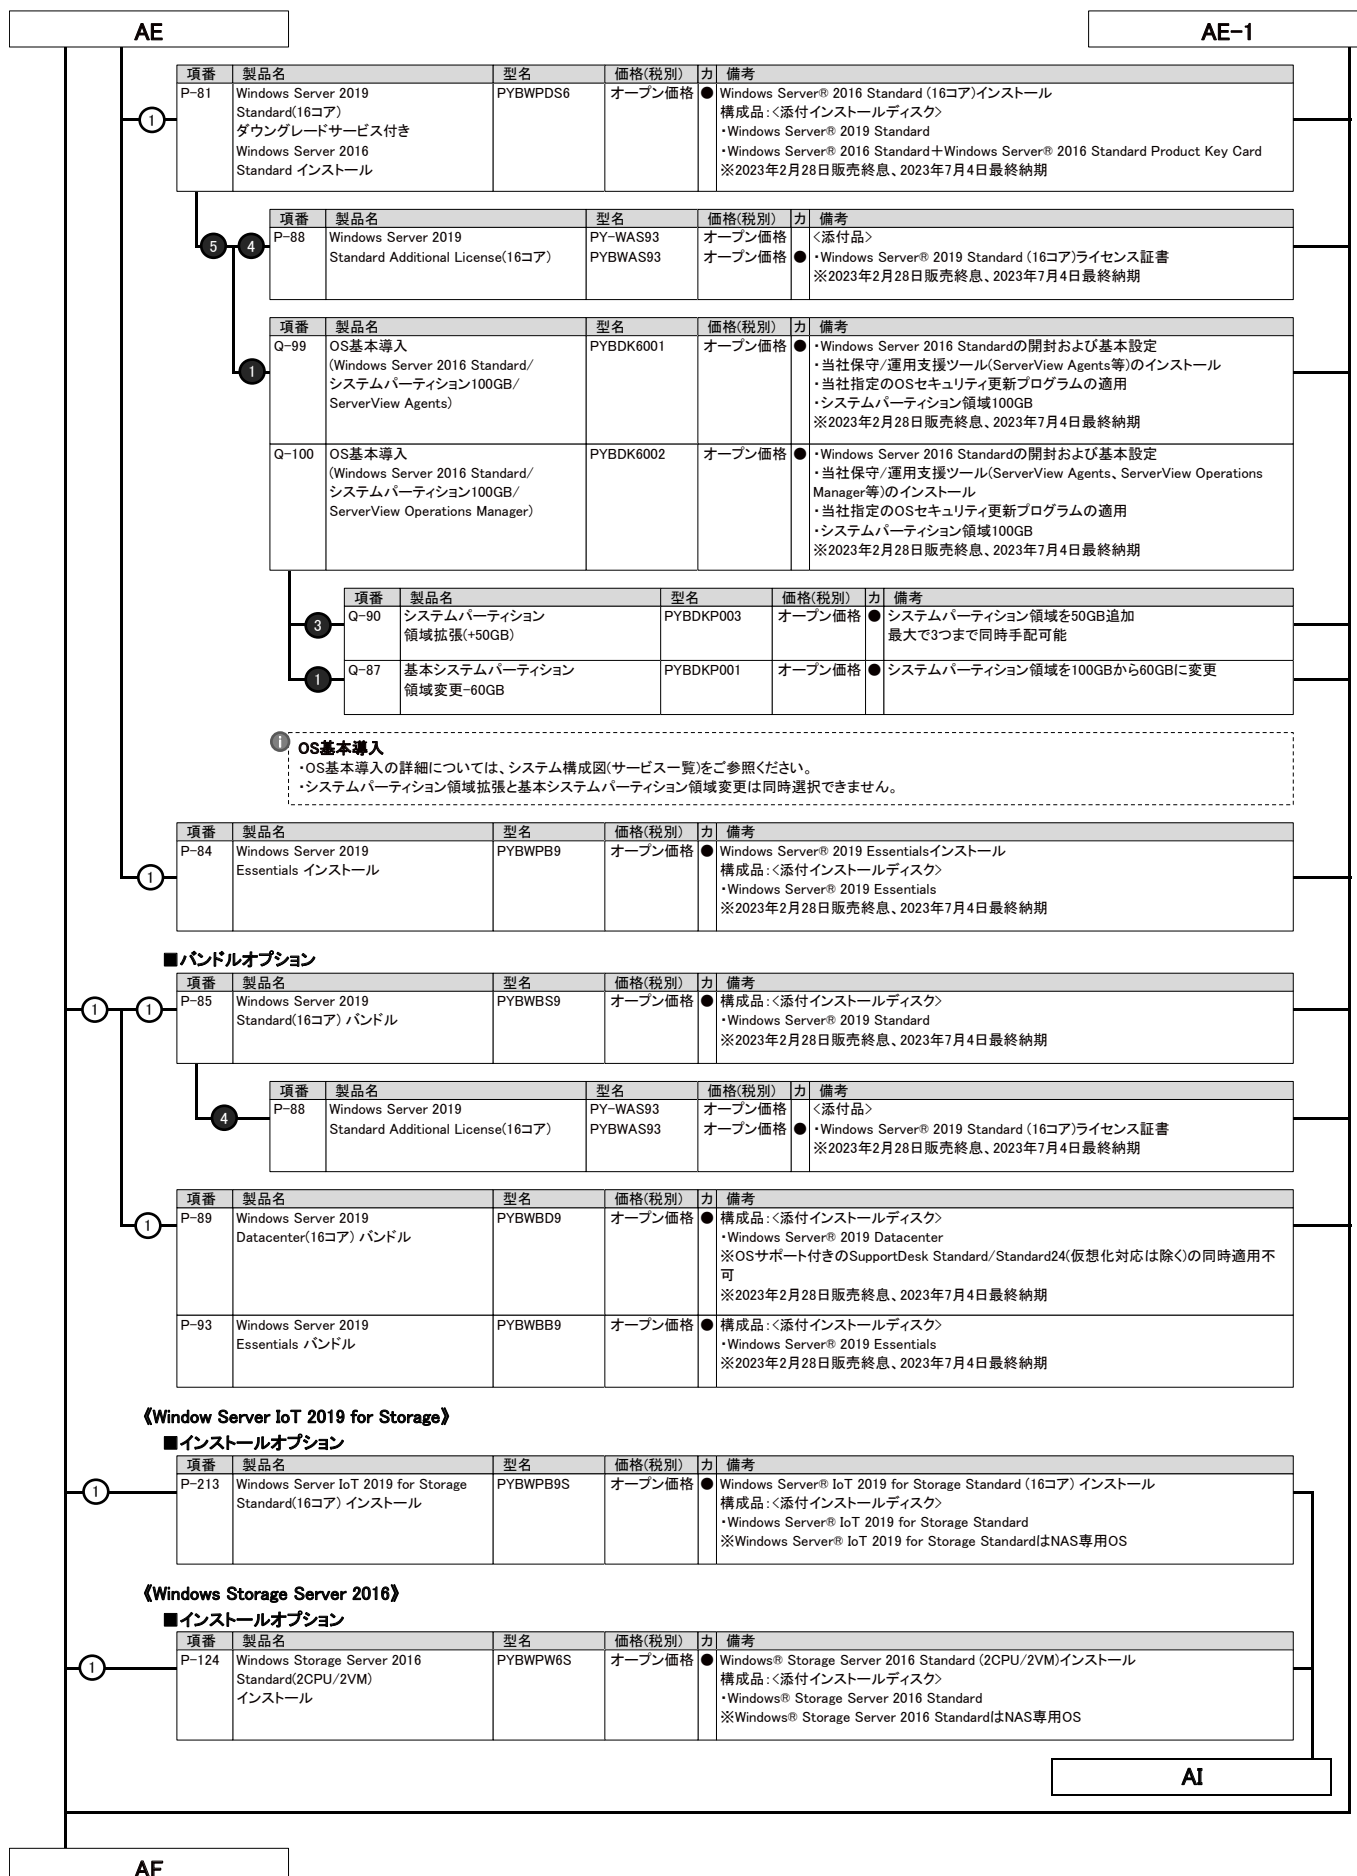 AE
AE-1
項番 製品名 型名 価格(税別) カ 備考
P-81 Windows Server 2019 PYBWPDS6 オープン価格 ● Windows Server® 2016 Standard (16コア)インストール
Standard(16コア) 構成品:<添付インストールディスク>
ダウングレードサービス付き ・Windows Server® 2019 Standard
Windows Server 2016 ・Windows Server® 2016 Standard+Windows Server® 2016 Standard Product Key Card
Standard インストール ※2023年2月28日販売終息、2023年7月4日最終納期
1
項番 製品名 型名 価格(税別) カ 備考
5 4 P-88 Windows Server 2019 PY-WAS93 オープン価格 <添付品>
Standard Additional License(16コア) PYBWAS93 オープン価格 ● ・Windows Server® 2019 Standard (16コア)ライセンス証書
※2023年2月28日販売終息、2023年7月4日最終納期
項番 製品名 型名 価格(税別) カ 備考
Q-99 OS基本導入 PYBDK6001 オープン価格 ● ・Windows Server 2016 Standardの開封および基本設定
1 (Windows Server 2016 Standard/ ・当社保守/運用支援ツール(ServerView Agents等)のインストール
システムパーティション100GB/ ・当社指定のOSセキュリティ更新プログラムの適用
ServerView Agents) ・システムパーティション領域100GB
※2023年2月28日販売終息、2023年7月4日最終納期
Q-100 OS基本導入 PYBDK6002 オープン価格 ● ・Windows Server 2016 Standardの開封および基本設定
(Windows Server 2016 Standard/ ・当社保守/運用支援ツール(ServerView Agents、ServerView Operations
システムパーティション100GB/ Manager等)のインストール
ServerView Operations Manager) ・当社指定のOSセキュリティ更新プログラムの適用
・システムパーティション領域100GB
※2023年2月28日販売終息、2023年7月4日最終納期
項番 製品名 型名 価格(税別) カ 備考
3 Q-90 システムパーティション PYBDKP003 オープン価格 ● システムパーティション領域を50GB追加
領域拡張(+50GB) 最大で3つまで同時手配可能
1 Q-87 基本システムパーティション PYBDKP001 オープン価格 ● システムパーティション領域を100GBから60GBに変更
領域変更-60GB
i OS基本導入
・OS基本導入の詳細については、システム構成図(サービス一覧)をご参照ください。
・システムパーティション領域拡張と基本システムパーティション領域変更は同時選択できません。
項番 製品名 型名 価格(税別) カ 備考
P-84 Windows Server 2019 PYBWPB9 オープン価格 ● Windows Server® 2019 Essentialsインストール
1 Essentials インストール 構成品:<添付インストールディスク>
・Windows Server® 2019 Essentials
※2023年2月28日販売終息、2023年7月4日最終納期
■バンドルオプション
項番 製品名 型名 価格(税別) カ 備考
1 1 P-85 Windows Server 2019 PYBWBS9 オープン価格 ● 構成品:<添付インストールディスク>
Standard(16コア) バンドル ・Windows Server® 2019 Standard
※2023年2月28日販売終息、2023年7月4日最終納期
項番 製品名 型名 価格(税別) カ 備考
4 P-88 Windows Server 2019 PY-WAS93 オープン価格 <添付品>
Standard Additional License(16コア) PYBWAS93 オープン価格 ● ・Windows Server® 2019 Standard (16コア)ライセンス証書
※2023年2月28日販売終息、2023年7月4日最終納期
項番 製品名 型名 価格(税別) カ 備考
1 P-89 Windows Server 2019 PYBWBD9 オープン価格 ● 構成品:<添付インストールディスク>
Datacenter(16コア) バンドル ・Windows Server® 2019 Datacenter
※OSサポート付きのSupportDesk Standard/Standard24(仮想化対応は除く)の同時適用不
可
※2023年2月28日販売終息、2023年7月4日最終納期
P-93 Windows Server 2019 PYBWBB9 オープン価格 ● 構成品:<添付インストールディスク>
Essentials バンドル ・Windows Server® 2019 Essentials
※2023年2月28日販売終息、2023年7月4日最終納期
《Window Server IoT 2019 for Storage》
■インストールオプション
項番 製品名 型名 価格(税別) カ 備考
1 P-213 Windows Server IoT 2019 for Storage PYBWPB9S オープン価格 ● Windows Server® IoT 2019 for Storage Standard (16コア) インストール
Standard(16コア) インストール 構成品:<添付インストールディスク>
・Windows Server® IoT 2019 for Storage Standard
※Windows Server® IoT 2019 for Storage StandardはNAS専用OS
《Windows Storage Server 2016》
■インストールオプション
項番 製品名 型名 価格(税別) カ 備考
1 P-124 Windows Storage Server 2016 PYBWPW6S オープン価格 ● Windows® Storage Server 2016 Standard (2CPU/2VM)インストール
Standard(2CPU/2VM) 構成品:<添付インストールディスク>
インストール ・Windows® Storage Server 2016 Standard
※Windows® Storage Server 2016 StandardはNAS専用OS
AI
AF